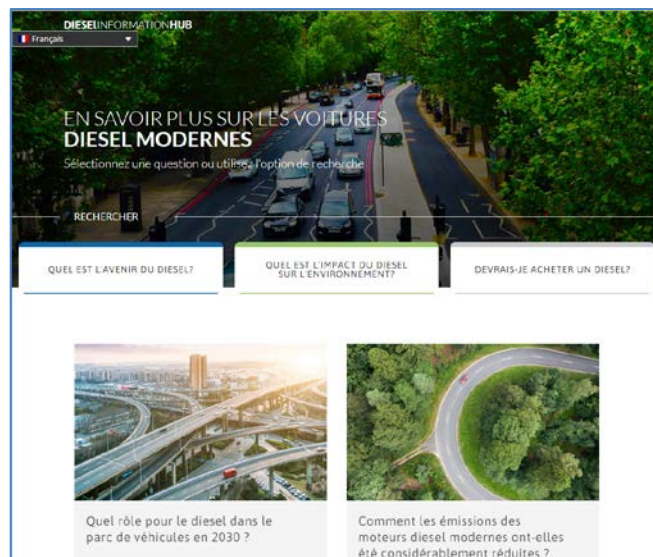 DIESELINFORMATIONHUB
Français
EN SAVOIR PLUS SUR LES VOITURES
DIESEL MODERNES
Sélectionnez une question ou utilisez l'option de recherche
RECHERCHER
QUEL EST L'AVENIR DU DIESEL?
QUEL EST L'IMPACT DU DIESEL
SUR L'ENVIRONNEMENT?
DEVRAIS-JE ACHETER UN DIESEL?
Quel rôle pour le diesel dans le
parc de véhicules en 2030 ?
Comment les émissions des
moteurs diesel modernes ont-elles
été considérablement réduites ?